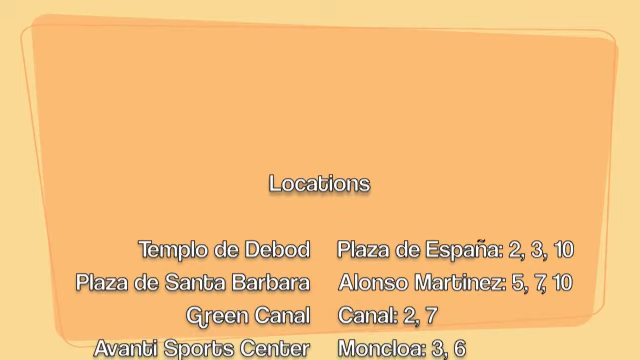 Locations
Templo de Debod Plaza de España: 2, 3, 10
Plaza de Santa Barbara Alonso Martinez: 5, 7, 10
Green Canal Canal: 2, 7
Avanti Sports Center Moncloa: 3, 6